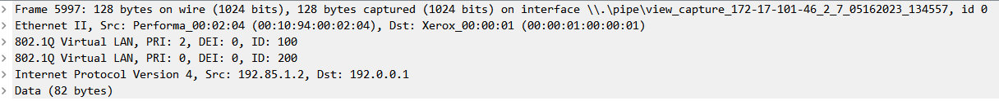 Frame 5997: 128 bytes on wire (1024 bits), 128 bytes captured (1024 bits) on interface \\.\pipe\view_capture_172-17-101-46_2_7_05162023_134557, id 0
Ethernet II, Src: Performa_00:02:04 (00:10:94:00:02:04), Dst: Xerox_00:00:01 (00:00:01:00:00:01)
802.1Q Virtual LAN, PRI: 2, DEI: 0, ID: 100
802.1Q Virtual LAN, PRI: 0, DEI: 0, ID: 200
Internet Protocol Version 4, Src: 192.85.1.2, Dst: 192.0.0.1
Data (82 bytes)